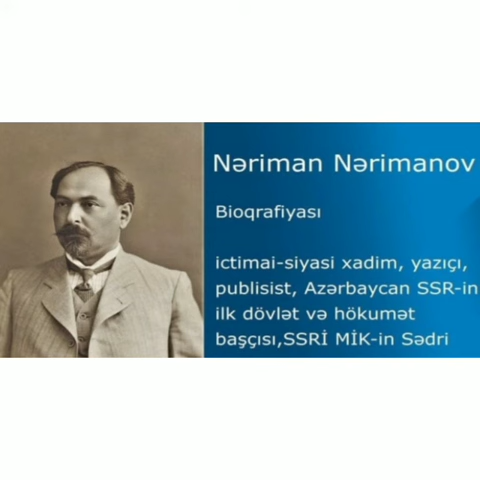 Nəriman Nərimanov
Bioqrafiyası
ictimai-siyasi xadim, yazıçı,
publisist, Azərbaycan SSR-in
ilk dövlət və hökumət
başçısı,SSRİ MİK-in Sədri